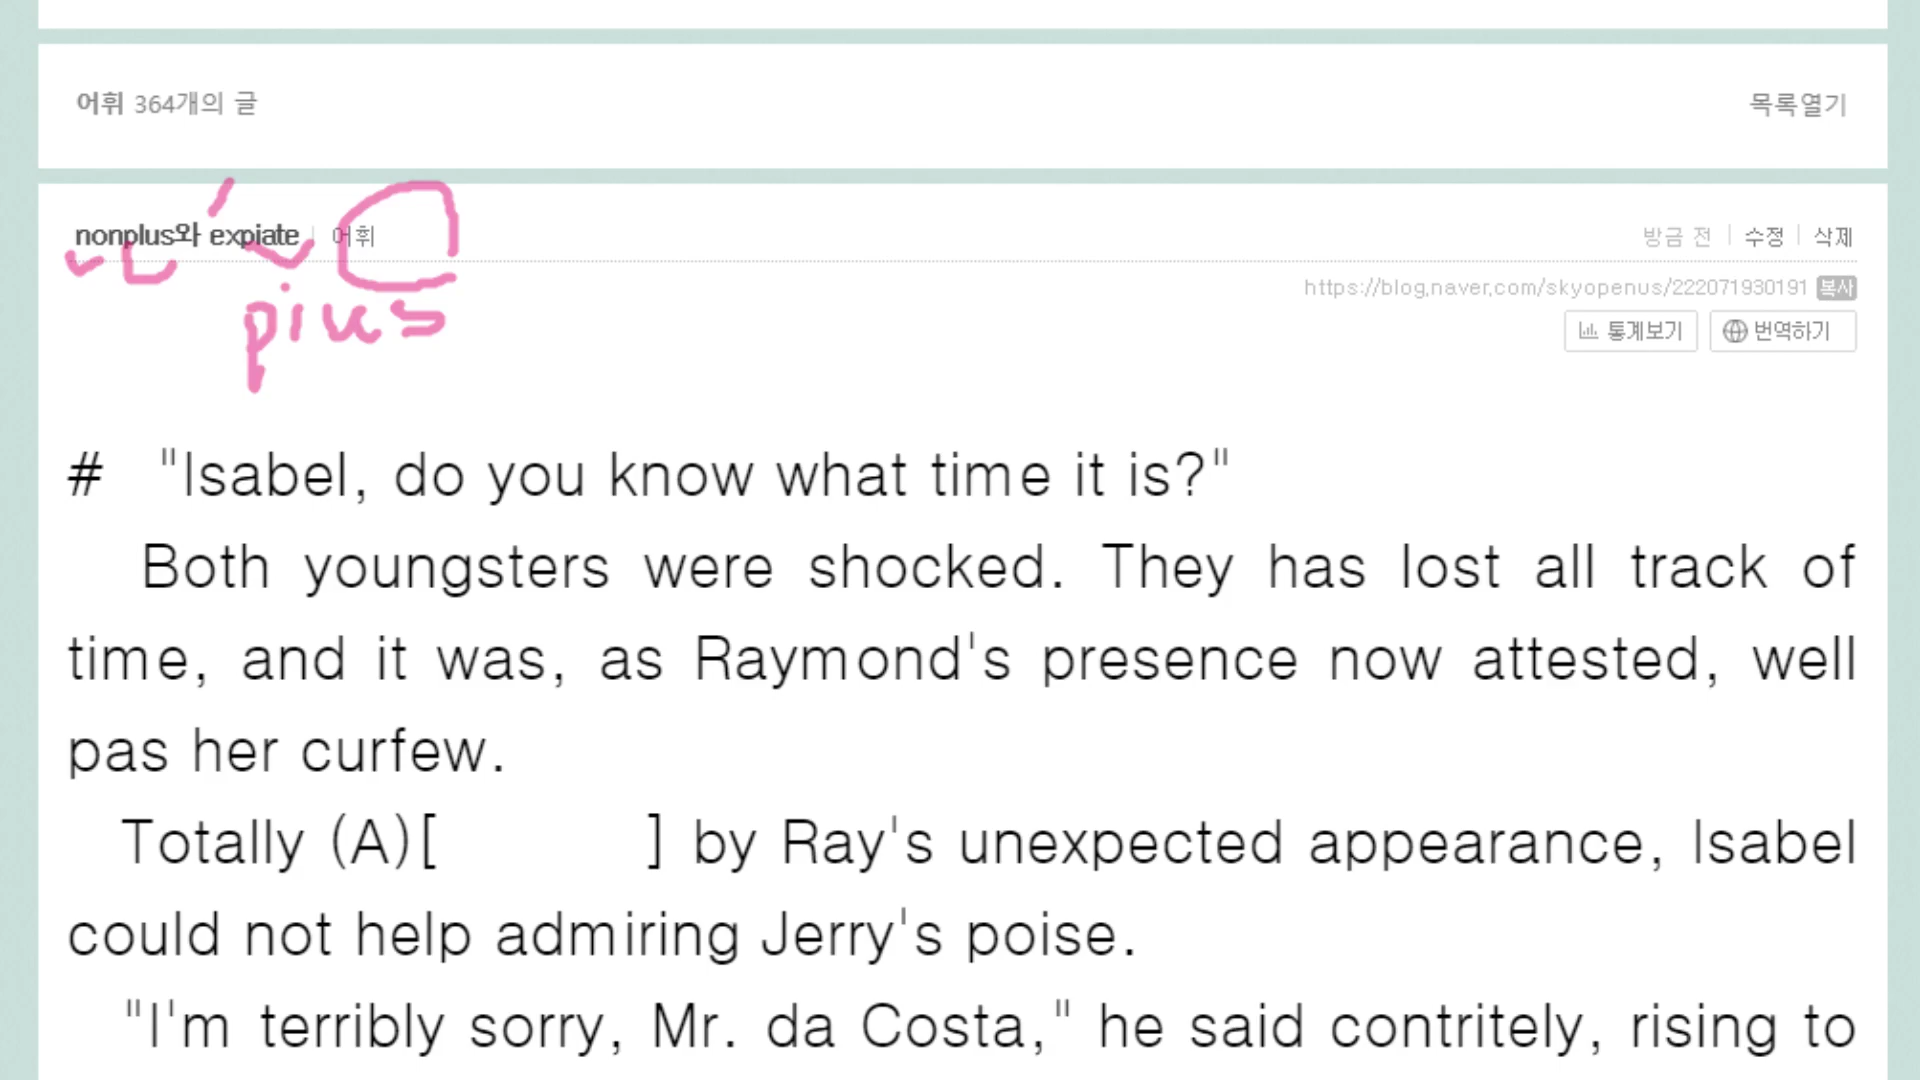 어휘 364개의 글 목록열기
nonplus와 expiate | 어휘 방금 전 | 수정 | 삭제
https://blog.naver.com/skyopenus/222071930191 복사
pius
통계보기 번역하기
# "Isabel, do you know what time it is?"
Both youngsters were shocked. They has lost all track of
time, and it was, as Raymond's presence now attested, well
pas her curfew.
Totally (A)[ ] by Ray's unexpected appearance, Isabel
could not help admiring Jerry's poise.
"I'm terribly sorry, Mr. da Costa," he said contritely, rising to